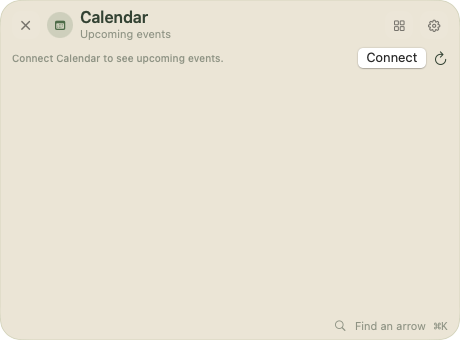 Calendar
Upcoming events
Connect Calendar to see upcoming events.
Connect
Find an arrow ⌘K